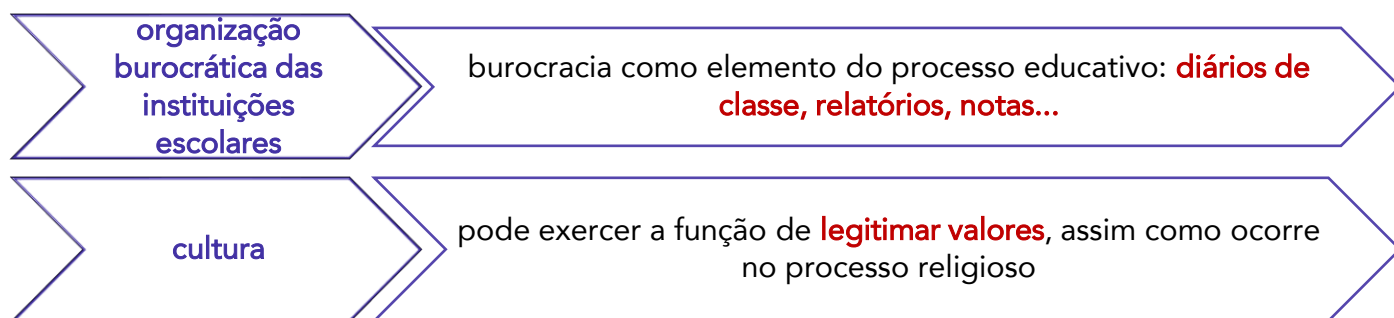 organização
burocrática das
instituições
escolares
burocracia como elemento do processo educativo: diários de
classe, relatórios, notas...
cultura
pode exercer a função de legitimar valores, assim como ocorre
no processo religioso